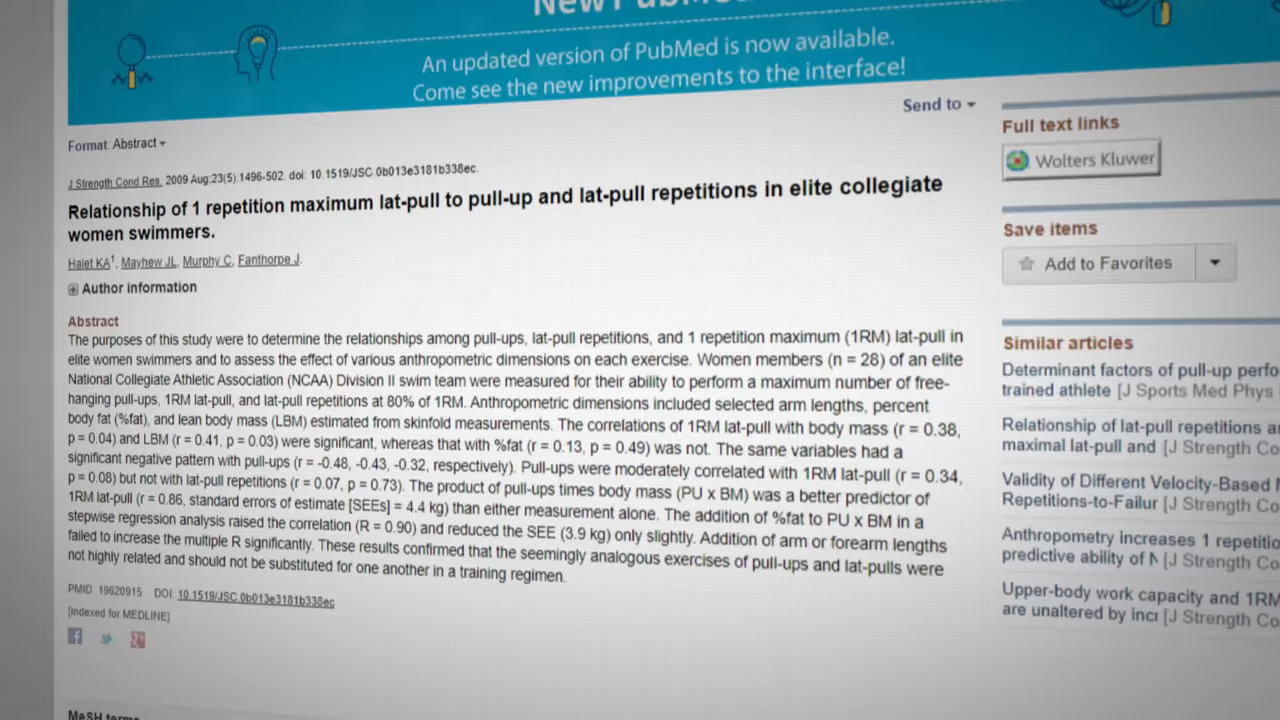 An updated version of PubMed is now available.
Come see the new improvements to the interface!
Send to
Format: Abstract
J Strength Cond Res. 2009 Aug;23(5):1496-502. doi: 10.1519/JSC.0b013e3181b338ec.
Relationship of 1 repetition maximum lat-pull to pull-up and lat-pull repetitions in elite collegiate
women swimmers.
Halet KA1, Mayhew JL, Murphy C, Fanthorpe J.
Author information
Abstract
The purposes of this study were to determine the relationships among pull-ups, lat-pull repetitions, and 1 repetition maximum (1RM) lat-pull in
elite women swimmers and to assess the effect of various anthropometric dimensions on each exercise. Women members (n = 28) of an elite
National Collegiate Athletic Association (NCAA) Division II swim team were measured for their ability to perform a maximum number of free-
hanging pull-ups, 1RM lat-pull, and lat-pull repetitions at 80% of 1RM. Anthropometric dimensions included selected arm lengths, percent
body fat (%fat), and lean body mass (LBM) estimated from skinfold measurements. The correlations of 1RM lat-pull with body mass (r = 0.38,
p = 0.04) and LBM (r = 0.41, p = 0.03) were significant, whereas that with %fat (r = 0.13, p = 0.49) was not. The same variables had a
significant negative pattern with pull-ups (r = -0.48, -0.43, -0.32, respectively). Pull-ups were moderately correlated with 1RM lat-pull (r = 0.34,
p = 0.08) but not with lat-pull repetitions (r = 0.07, p = 0.73). The product of pull-ups times body mass (PU x BM) was a better predictor of
1RM lat-pull (r = 0.86, standard errors of estimate [SEEs] = 4.4 kg) than either measurement alone. The addition of %fat to PU x BM in a
stepwise regression analysis raised the correlation (R = 0.90) and reduced the SEE (3.9 kg) only slightly. Addition of arm or forearm lengths
failed to increase the multiple R significantly. These results confirmed that the seemingly analogous exercises of pull-ups and lat-pulls were
not highly related and should not be substituted for one another in a training regimen.
PMID: 19620915 DOI: 10.1519/JSC.0b013e3181b338ec
[Indexed for MEDLINE]
MeSH terms
Full text links
Wolters Kluwer
Save items
Add to Favorites
Similar articles
Determinant factors of pull-up perfo
trained athlete [J Sports Med Phys
Relationship of lat-pull repetitions a
maximal lat-pull and [J Strength Co
Validity of Different Velocity-Based
Repetitions-to-Failur [J Strength Co
Anthropometry increases 1 repetitio
predictive ability of [J Strength Co
Upper-body work capacity and 1RM
are unaltered by incr [J Strength Co